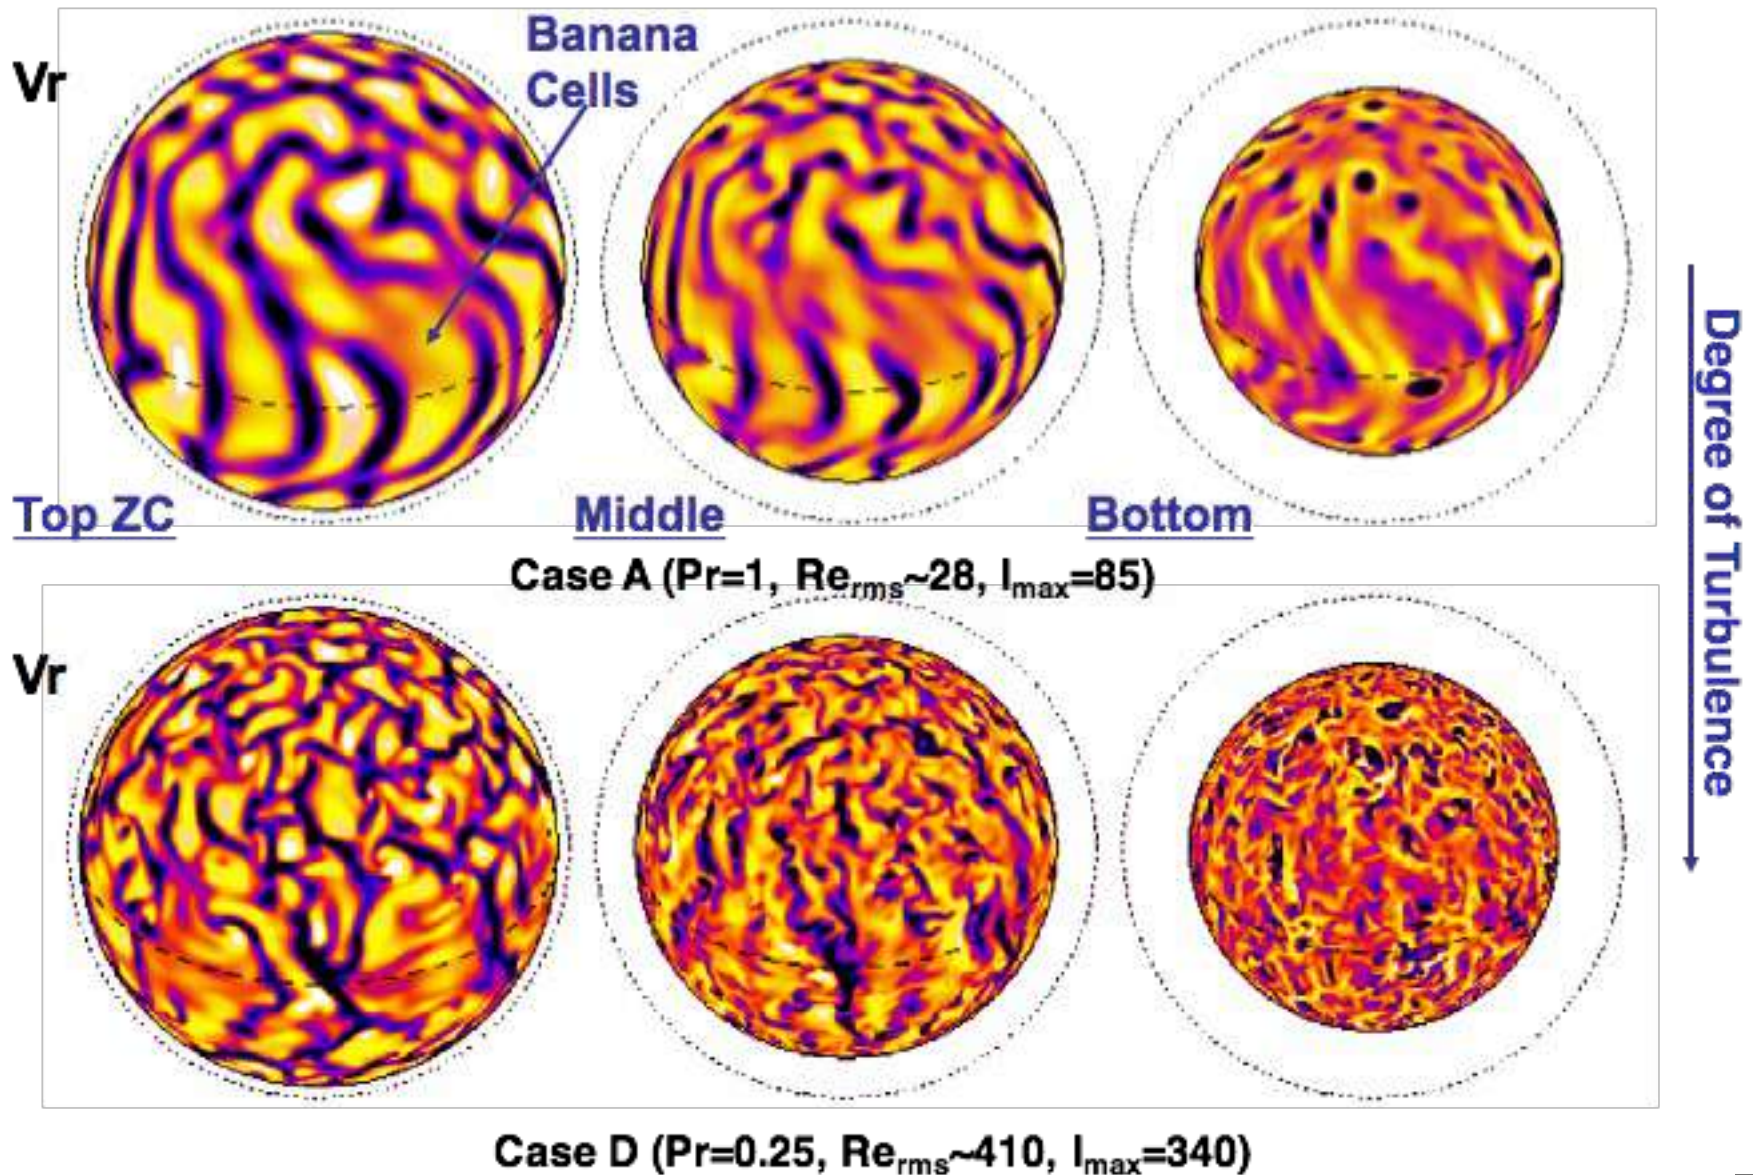 Banana
Cells
Vr
Top ZC
Middle
Bottom
Case A (Pr=1, Re_rms~28, l_max=85)
Degree of Turbulence
Vr
Case D (Pr=0.25, Re_rms~410, l_max=340)